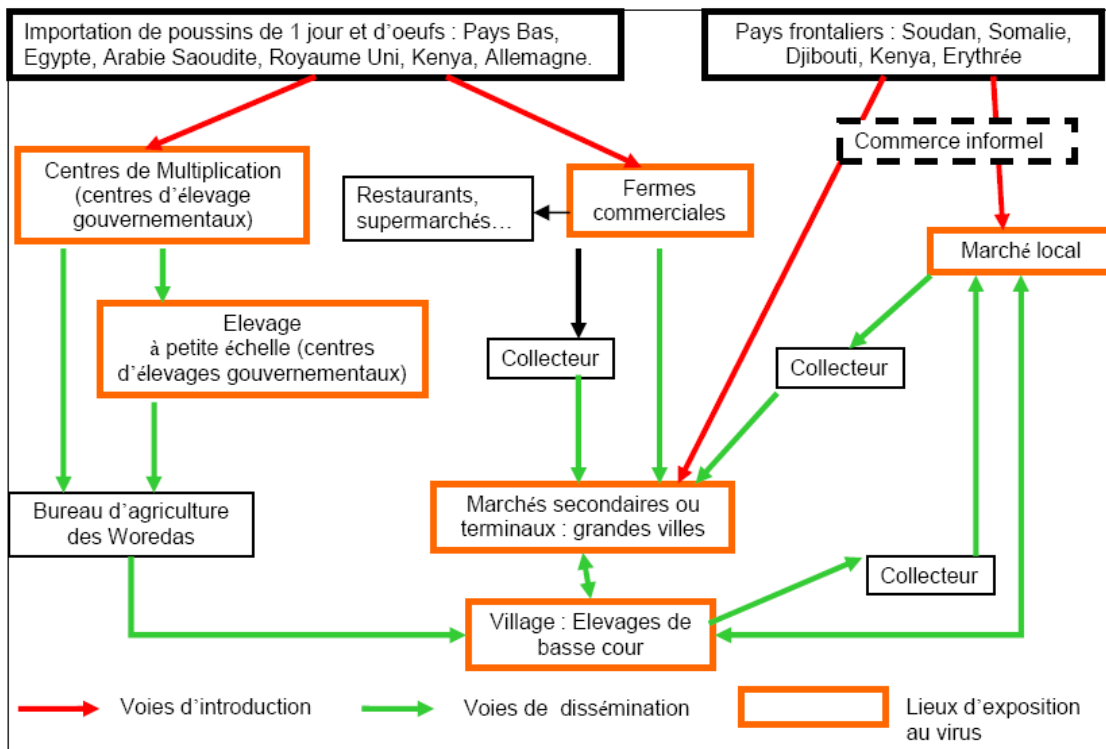 Importation de poussins de 1 jour et d'oeufs : Pays Bas,
Egypte, Arabie Saoudite, Royaume Uni, Kenya, Allemagne.
Pays frontaliers : Soudan, Somalie,
Djibouti, Kenya, Erythrée
Commerce informel
Centres de Multiplication
(centres d'élevage
gouvernementaux)
Restaurants,
supermarchés...
Fermes
commerciales
Marché local
Elevage
à petite échelle (centres
d'élevages gouvernementaux)
Collecteur
Collecteur
Bureau d'agriculture
des Woredas
Marchés secondaires ou
terminaux : grandes villes
Collecteur
Village : Elevages de
basse cour
Voies d'introduction
Voies de dissémination
Lieux d'exposition
au virus